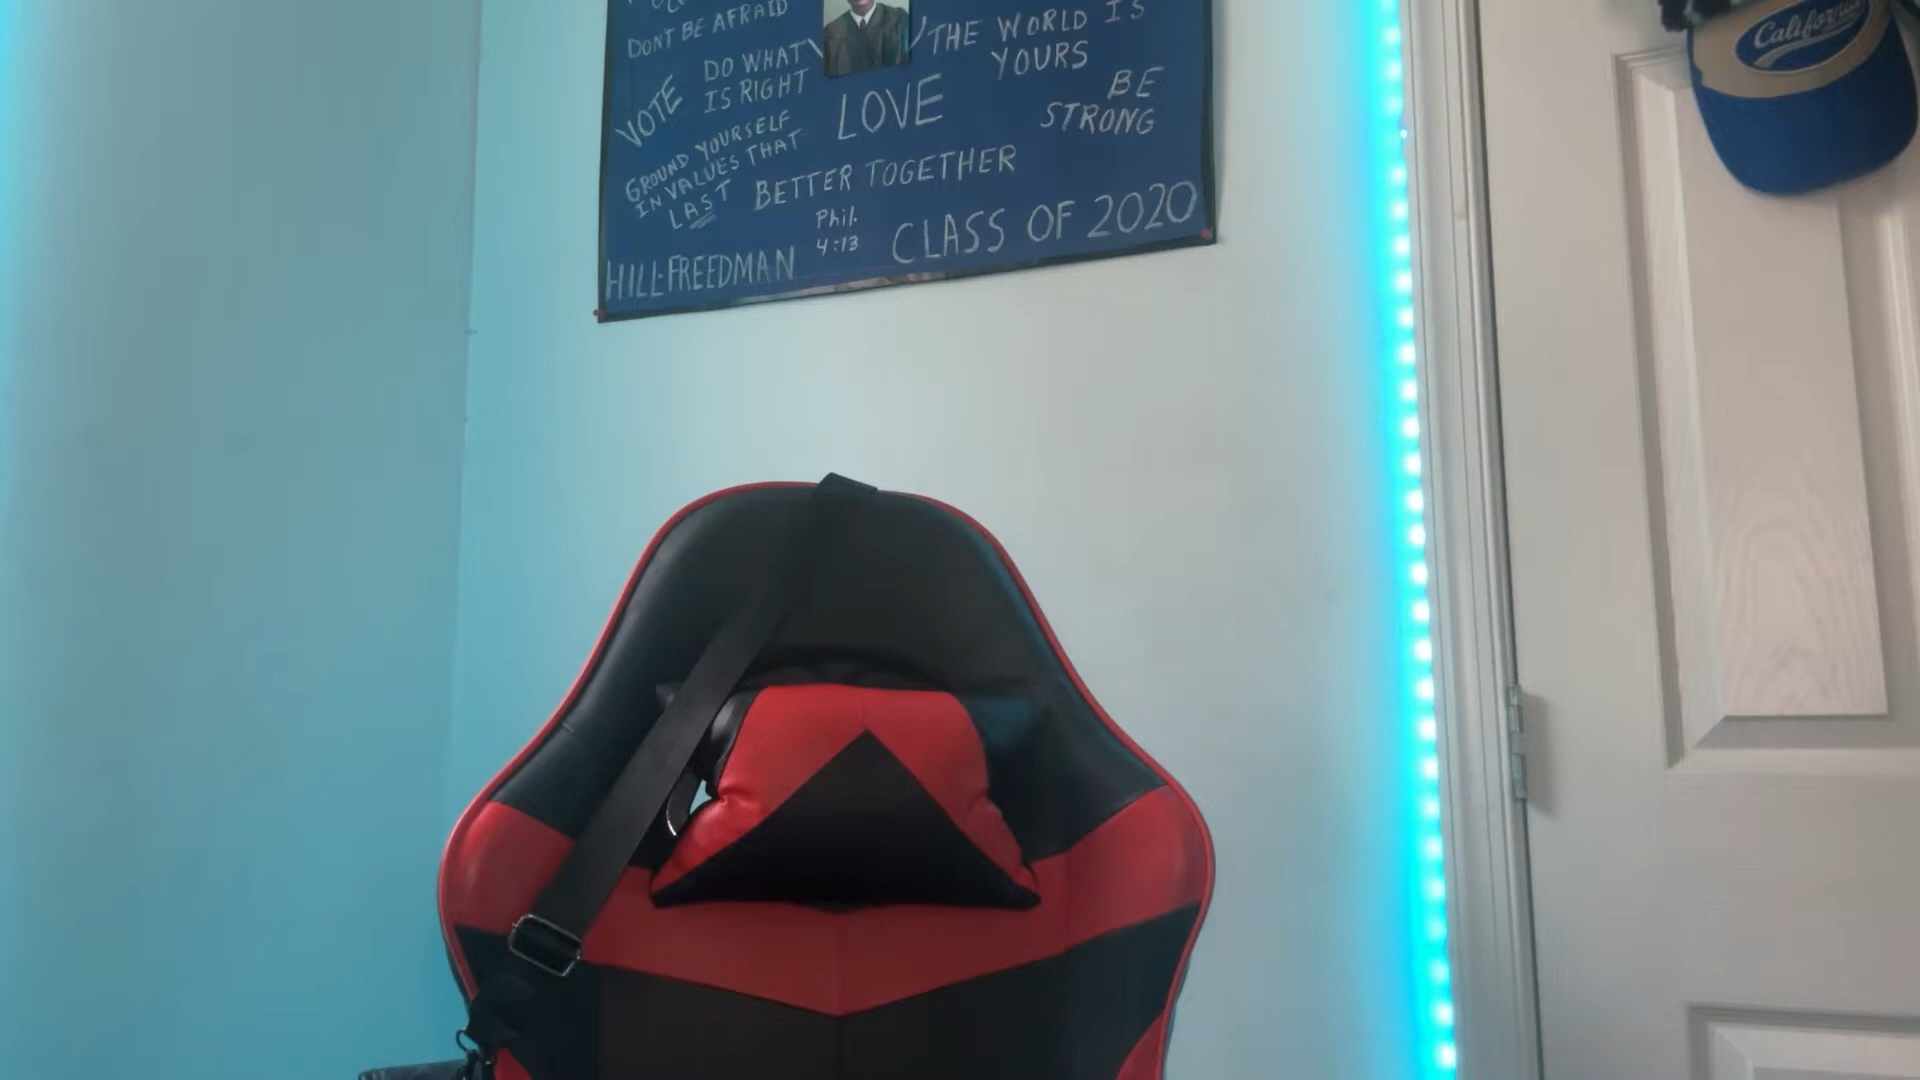 DONT BE AFRAID
DO WHAT
IS RIGHT
THE WORLD IS
YOURS
VOTE
LOVE
BE
STRONG
GROUND YOURSELF
IN VALUES THAT
LAST
BETTER TOGETHER
Phil.
4:13
HILL-FREEDMAN
CLASS OF 2020
California